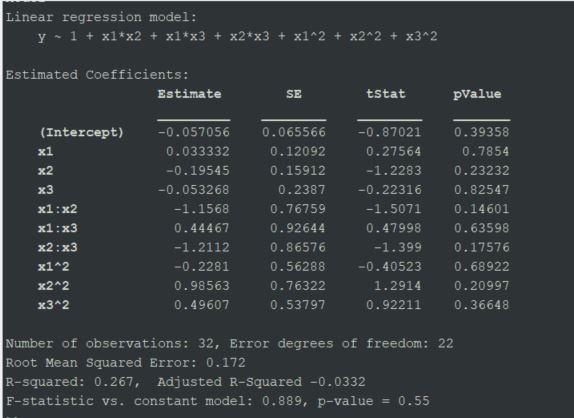 Linear regression model:
y ~ 1 + x1*x2 + x1*x3 + x2*x3 + x1^2 + x2^2 + x3^2
Estimated Coefficients:
Estimate SE tStat pValue
(Intercept) -0.057056 0.065566 -0.87021 0.39358
x1 0.033332 0.12092 0.27564 0.7854
x2 -0.19545 0.15912 -1.2283 0.23232
x3 -0.053268 0.2387 -0.22316 0.82547
x1:x2 -1.1568 0.76759 -1.5071 0.14601
x1:x3 0.44467 0.92644 0.47998 0.63598
x2:x3 -1.2112 0.86576 -1.399 0.17576
x1^2 -0.2281 0.56288 -0.40523 0.68922
x2^2 0.98563 0.76322 1.2914 0.20997
x3^2 0.49607 0.53797 0.92211 0.36648
Number of observations: 32, Error degrees of freedom: 22
Root Mean Squared Error: 0.172
R-squared: 0.267, Adjusted R-Squared -0.0332
F-statistic vs. constant model: 0.889, p-value = 0.55